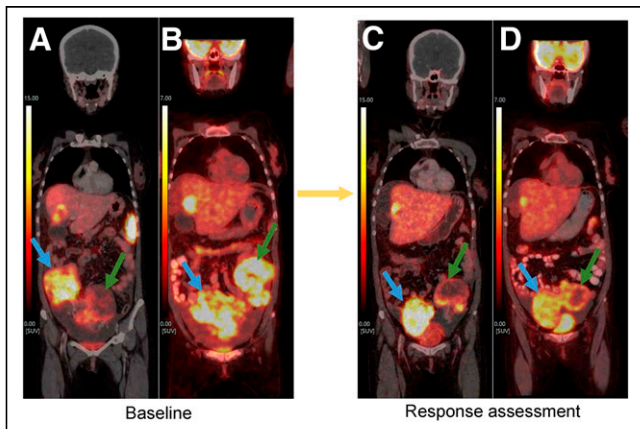 A
B
C
D
15.00
7.00
15.00
7.00
0.00
[SUV]
0.00
[SUV]
0.00
[SUV]
0.00
[SUV]
Baseline
Response assessment